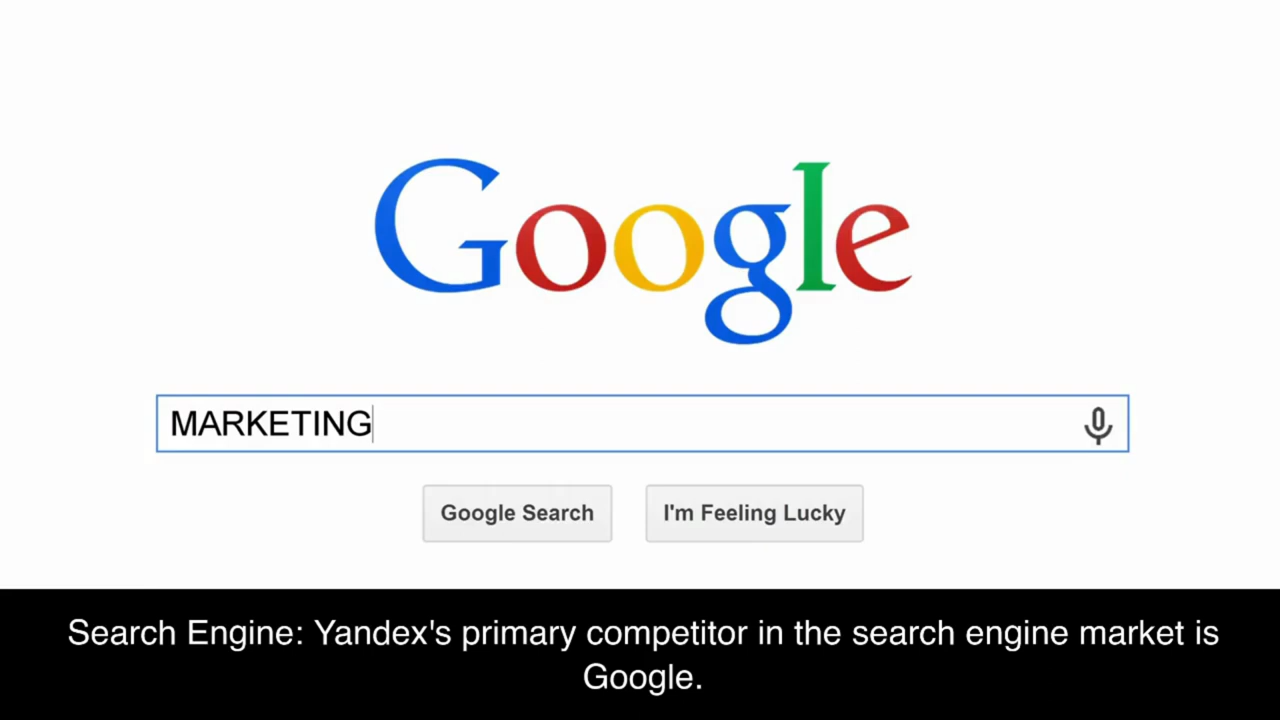 Google
MARKETING
Google Search
I'm Feeling Lucky
Search Engine: Yandex's primary competitor in the search engine market is
Google.